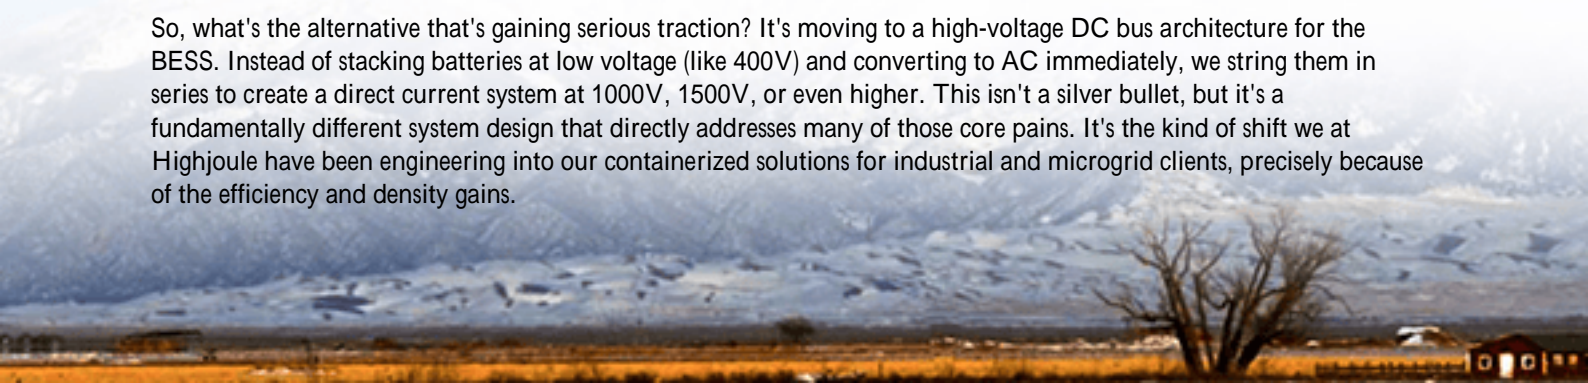 So, what's the alternative that's gaining serious traction? It's moving to a high-voltage DC bus architecture for the
BESS. Instead of stacking batteries at low voltage (like 400V) and converting to AC immediately, we string them in
series to create a direct current system at 1000V, 1500V, or even higher. This isn't a silver bullet, but it's a
fundamentally different system design that directly addresses many of those core pains. It's the kind of shift we at
Highjoule have been engineering into our containerized solutions for industrial and microgrid clients, precisely because
of the efficiency and density gains.